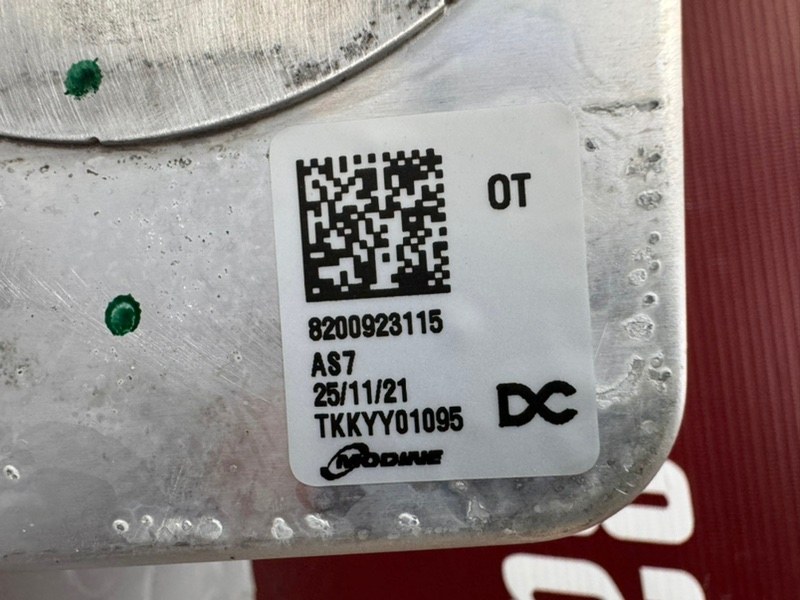 OT
8200923115
AS7
25/11/21
TKKYY01095
DC
MODINE